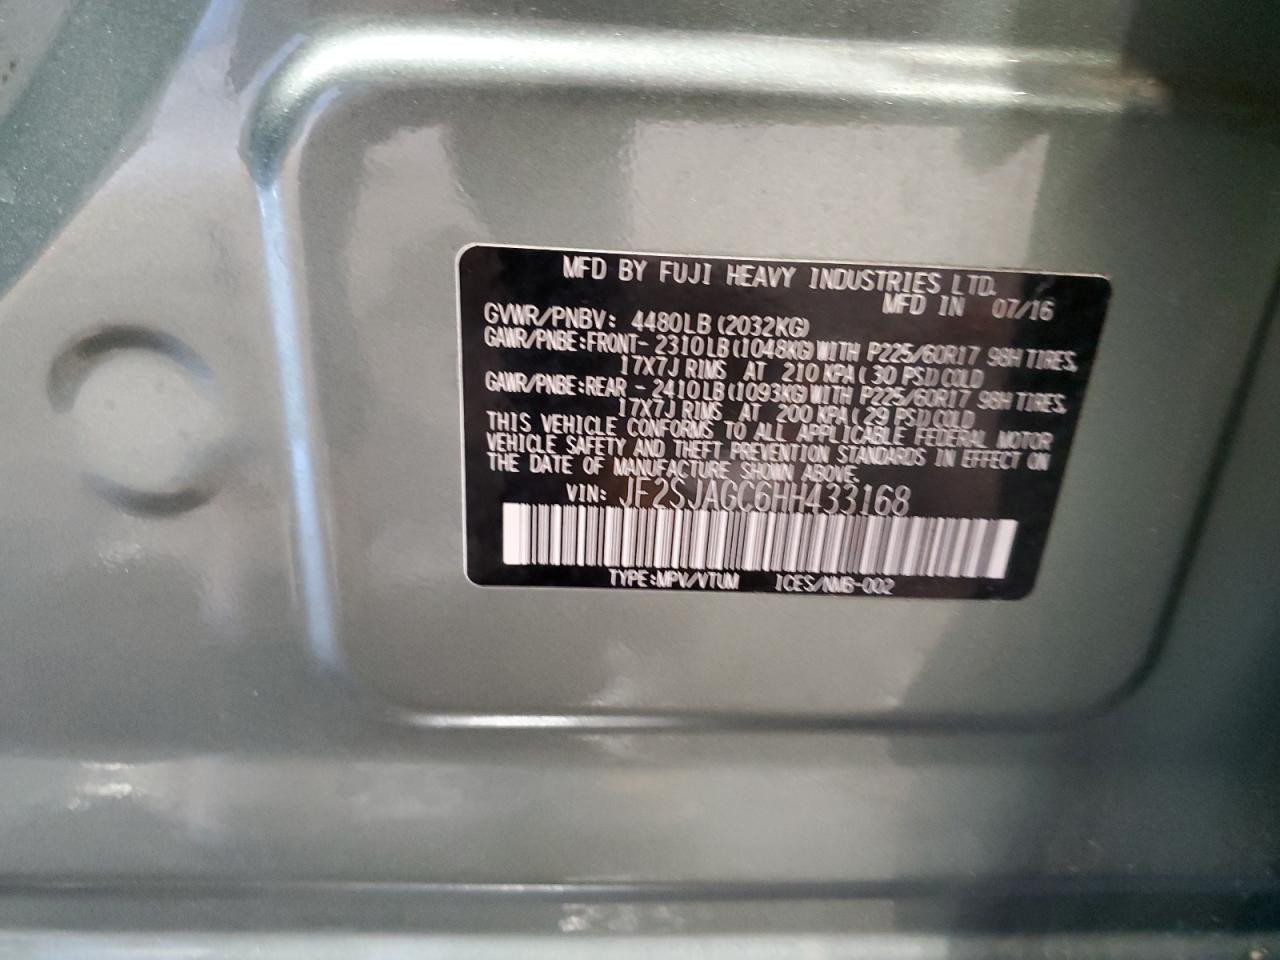 MFD BY FUJI HEAVY INDUSTRIES LTD.
MFD IN 07/16
GVWR/PNBV: 4480LB (2032KG)
GAWR/PNBE:FRONT- 2310LB (1048KG) WITH P225/60R17 98H TIRES,
17X7J RIMS AT 210 KPA ( 30 PSI) COLD
GAWR/PNBE:REAR - 2410LB (1093KG) WITH P225/60R17 98H TIRES,
17X7J RIMS AT 200 KPA ( 29 PSI) COLD
THIS VEHICLE CONFORMS TO ALL APPLICABLE FEDERAL MOTOR
VEHICLE SAFETY AND THEFT PREVENTION STANDARDS IN EFFECT ON
THE DATE OF MANUFACTURE SHOWN ABOVE.
VIN: JF2SJAGC6HH433168
TYPE:MPV/VTUM ICES/NMB-002